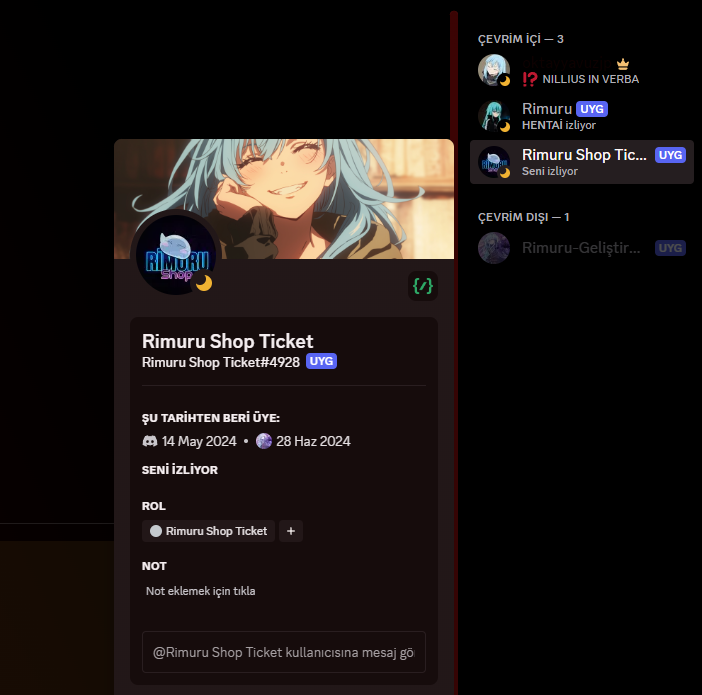 ÇEVRİM İÇİ — 3
⁉ NILLIUS IN VERBA
Rimuru UYG
HENTAİ izliyor
Rimuru Shop Tic... UYG
Seni izliyor
ÇEVRİM DIŞI — 1
Rimuru-Geliştir... UYG
RİMURU
Shop
{/}
Rimuru Shop Ticket
Rimuru Shop Ticket#4928 UYG
ŞU TARİHTEN BERİ ÜYE:
14 May 2024 • 28 Haz 2024
SENİ İZLİYOR
ROL
Rimuru Shop Ticket +
NOT
Not eklemek için tıkla
@Rimuru Shop Ticket kullanıcısına mesaj gö